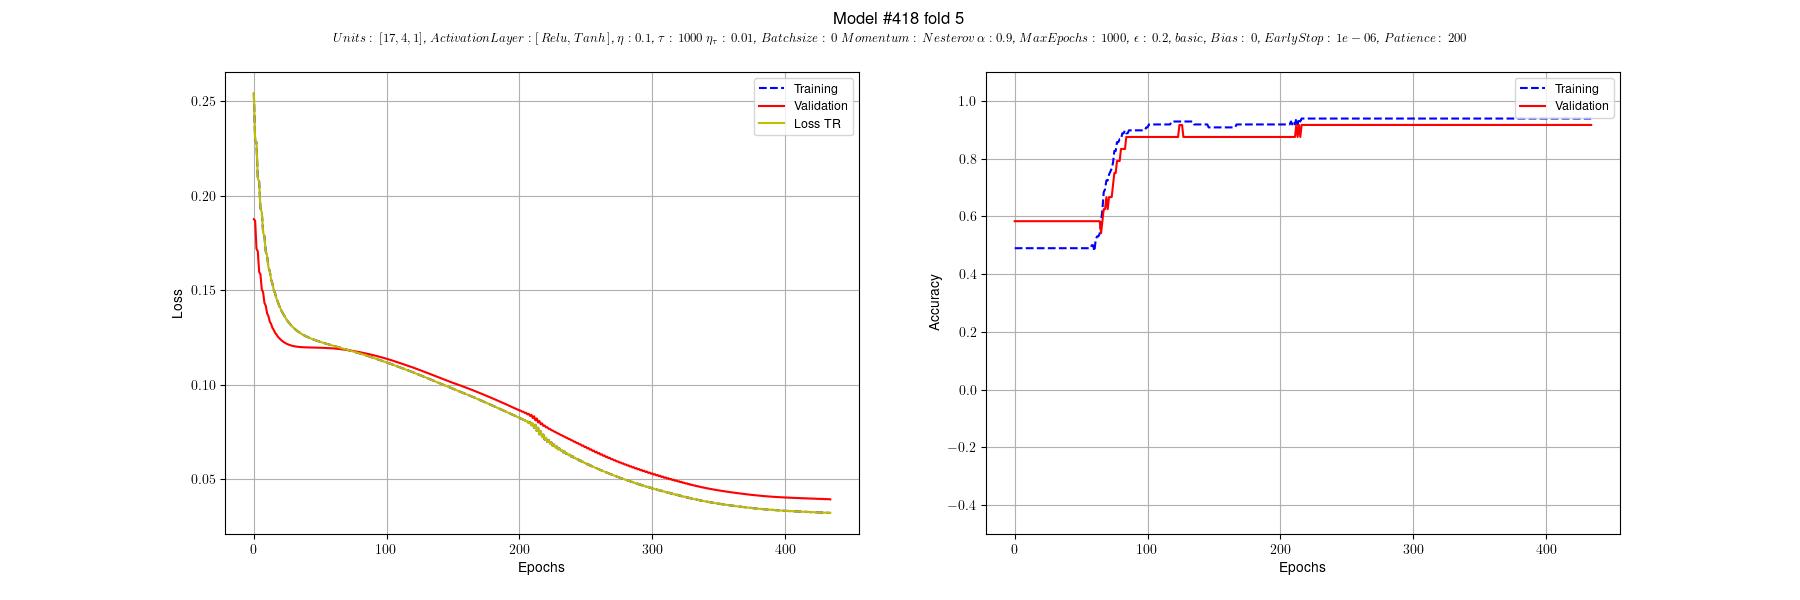 Model #418 fold 5
Units : [17, 4, 1], ActivationLayer : [Relu, Tanh], η : 0.1, τ : 1000 ητ : 0.01, Batchsize : 0 Momentum : Nesterov α : 0.9, MaxEpochs : 1000, ϵ : 0.2, basic, Bias : 0, EarlyStop : 1e − 06, Patience : 200
Training
Validation
Loss TR
0.25
0.20
0.15
0.10
0.05
Loss
0 100 200 300 400
Epochs
Training
Validation
1.0
0.8
0.6
0.4
0.2
0.0
−0.2
−0.4
Accuracy
0 100 200 300 400
Epochs